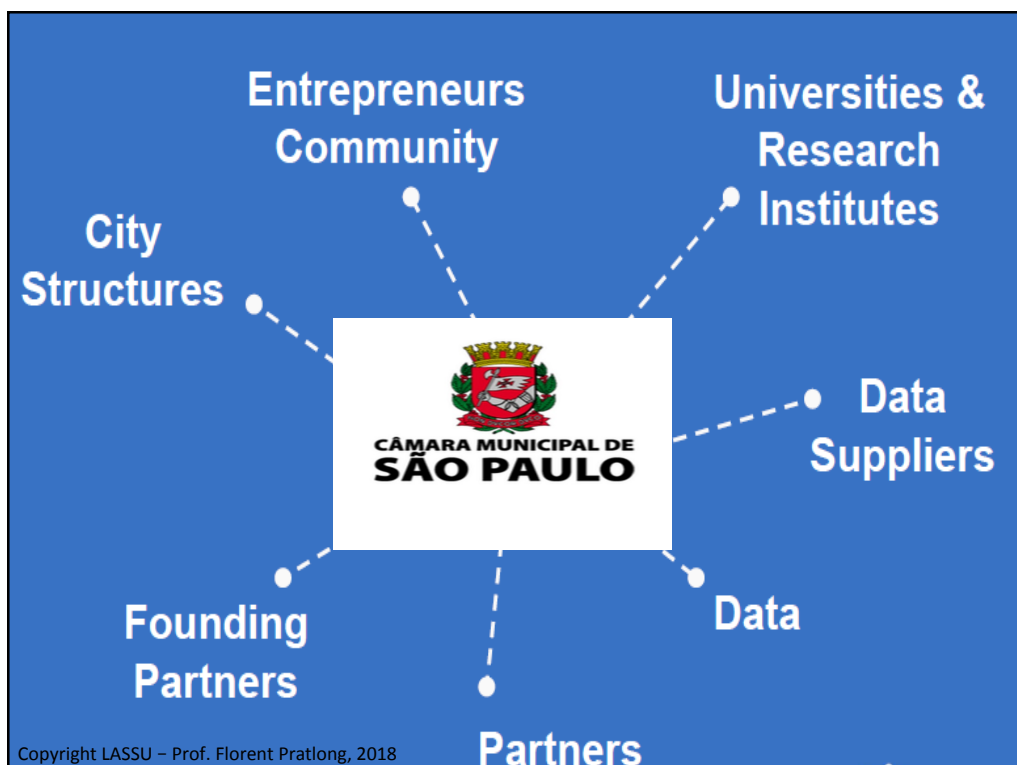 Entrepreneurs
Community
Universities &
Research
Institutes
City
Structures
CÂMARA MUNICIPAL DE
SÃO PAULO
Data
Suppliers
Founding
Partners
Data
Partners
Copyright LASSU – Prof. Florent Pratlong, 2018